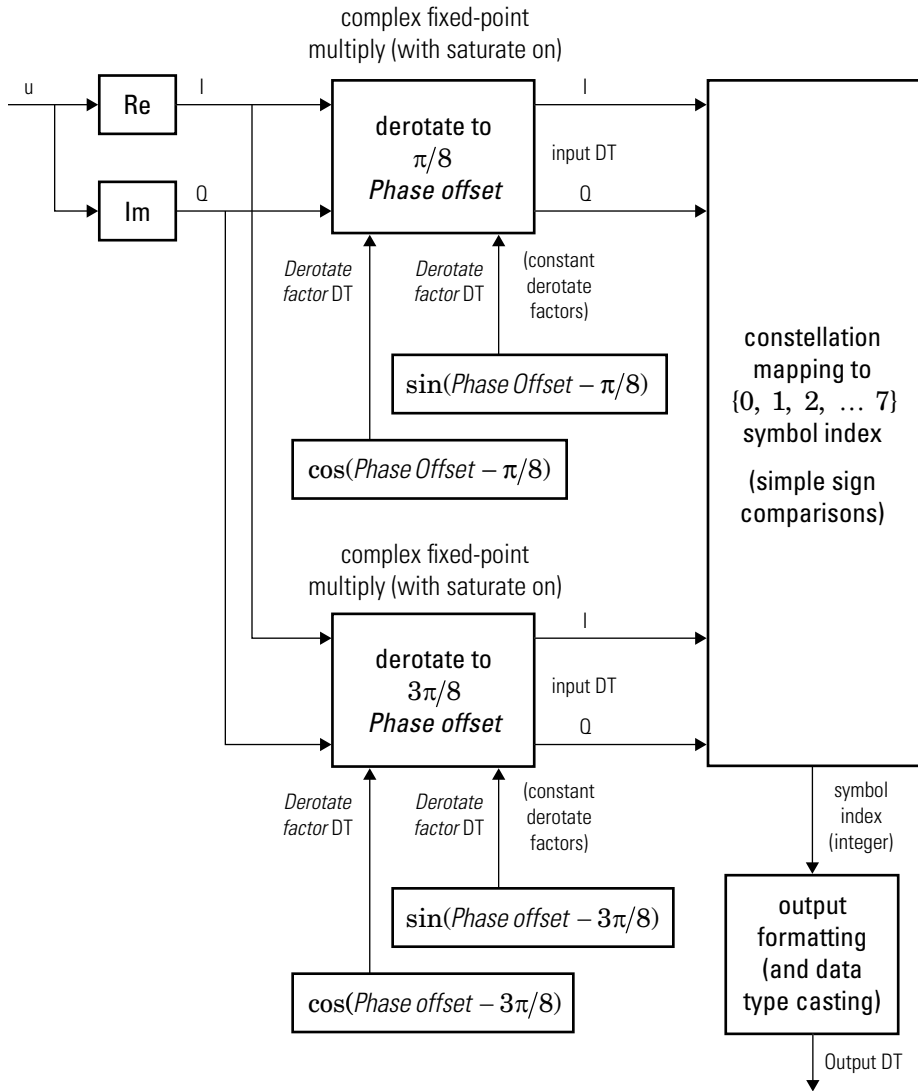 complex fixed-point
multiply (with saturate on)
u
Re
I
Im
Q
derotate to
π/8
Phase offset
I
input DT
Q
Derotate
factor DT
Derotate
factor DT
(constant
derotate
factors)
sin(Phase Offset − π/8)
cos(Phase Offset − π/8)
constellation
mapping to
{0, 1, 2, … 7}
symbol index
(simple sign
comparisons)
complex fixed-point
multiply (with saturate on)
derotate to
3π/8
Phase offset
I
input DT
Q
Derotate
factor DT
Derotate
factor DT
(constant
derotate
factors)
sin(Phase offset − 3π/8)
cos(Phase offset − 3π/8)
symbol
index
(integer)
output
formatting
(and data
type casting)
Output DT